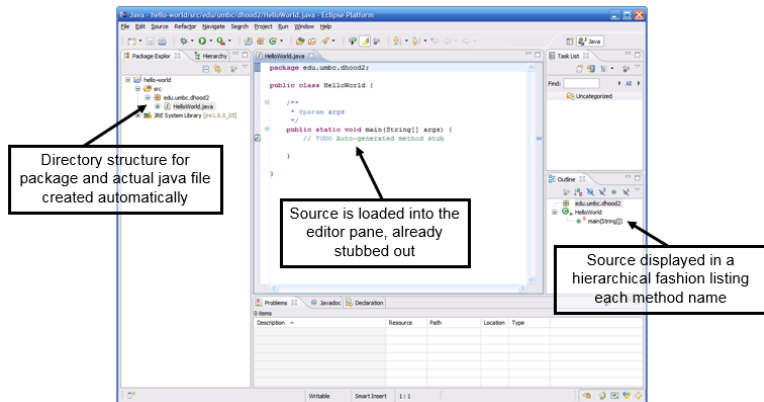 Java - hello-world/src/edu/umbc/dhood2/HelloWorld.java - Eclipse Platform
File Edit Source Refactor Navigate Search Project Run Window Help
Java
Package Explor
Hierarchy
HelloWorld.java
Task List
hello-world
src
edu.umbc.dhood2
HelloWorld.java
JRE System Library [jre1.6.0_05]
package edu.umbc.dhood2;
public class HelloWorld {
/**
* @param args
*/
public static void main(String[] args) {
// TODO Auto-generated method stub
}
}
Find:
All
Uncategorized
Directory structure for
package and actual java file
created automatically
Source is loaded into the
editor pane, already
stubbed out
Outline
edu.umbc.dhood2
HelloWorld
main(String[])
Source displayed in a
hierarchical fashion listing
each method name
Problems
Javadoc
Declaration
0 items
Description
Resource
Path
Location
Type
Writable
Smart Insert
1 : 1